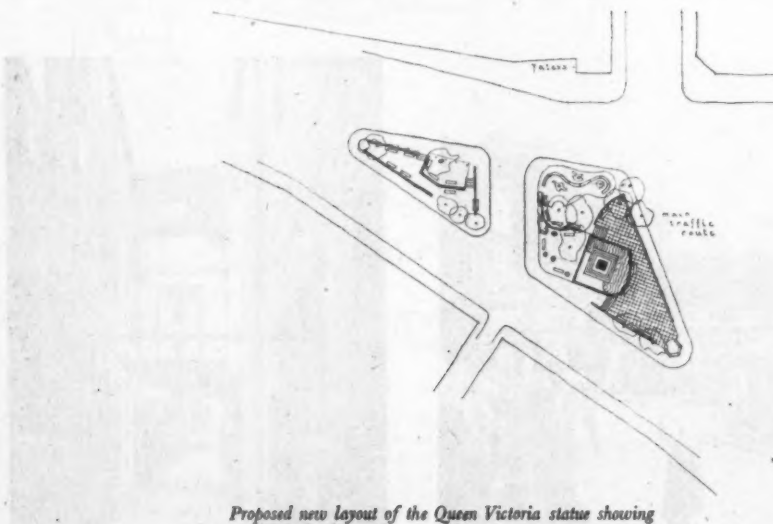 Palace
main
traffic
route
Proposed new layout of the Queen Victoria statue showing